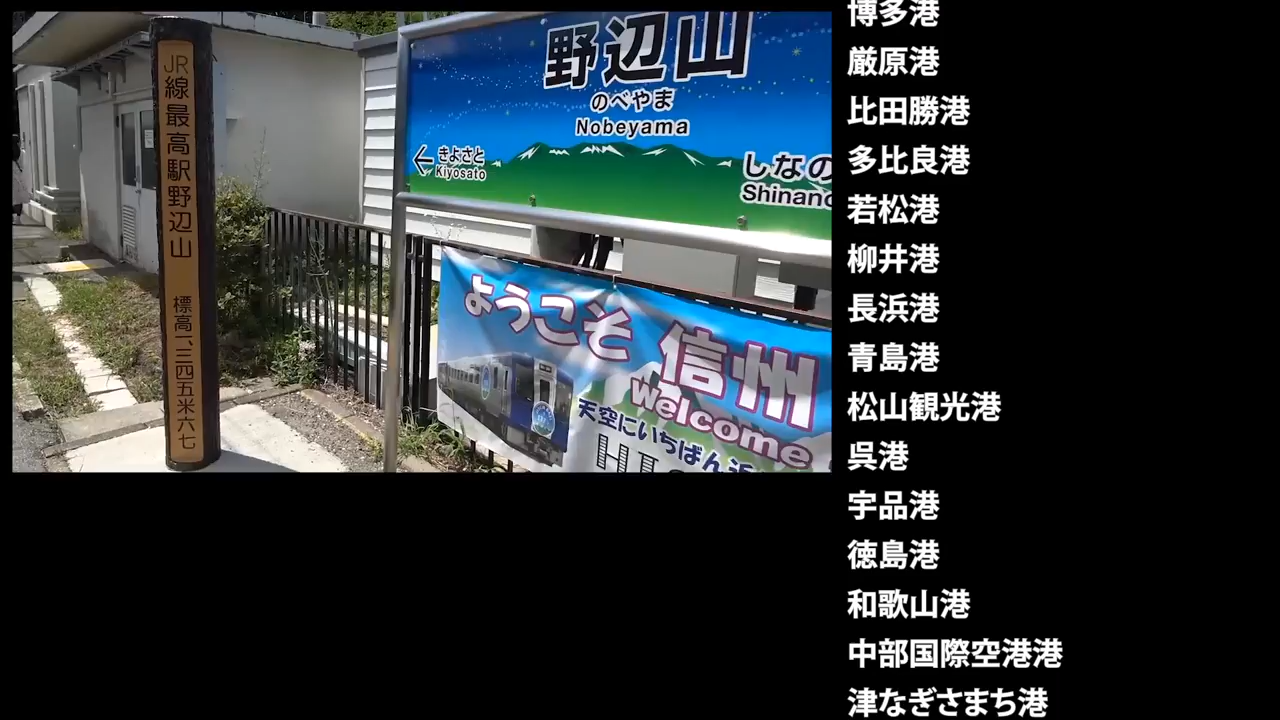 JR線最高駅野辺山
標高一、三四五米六七
野辺山
のべやま
Nobeyama
きよさと
Kiyosato
しなの
Shinano
ようこそ 信州
Welcome
天空にいちばん近
博多港
厳原港
比田勝港
多比良港
若松港
柳井港
長浜港
青島港
松山観光港
呉港
宇品港
徳島港
和歌山港
中部国際空港港
津なぎさまち港